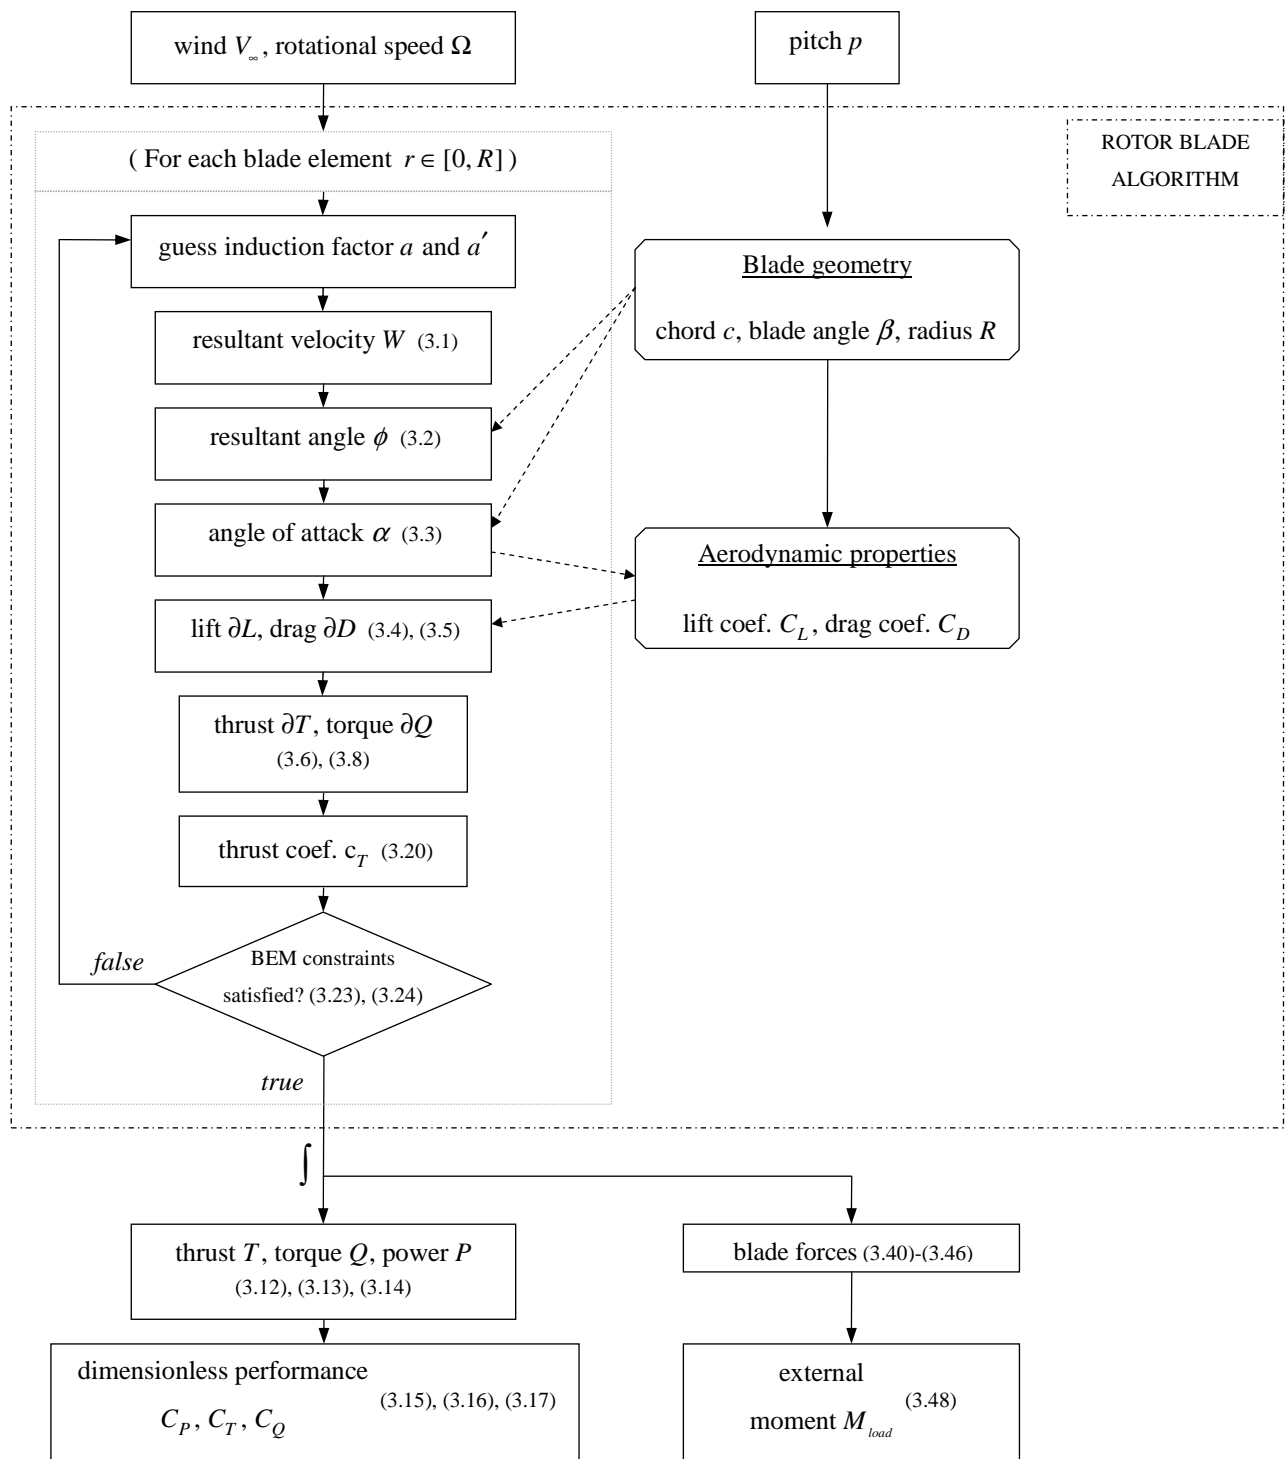 wind V∞, rotational speed Ω
pitch p
ROTOR BLADE
ALGORITHM
( For each blade element r ∈ [0, R] )
guess induction factor a and a′
resultant velocity W (3.1)
resultant angle ϕ (3.2)
angle of attack α (3.3)
lift ∂L, drag ∂D (3.4), (3.5)
thrust ∂T, torque ∂Q
(3.6), (3.8)
thrust coef. c_T (3.20)
BEM constraints
satisfied? (3.23), (3.24)
false
true
Blade geometry
chord c, blade angle β, radius R
Aerodynamic properties
lift coef. C_L, drag coef. C_D
∫
thrust T, torque Q, power P
(3.12), (3.13), (3.14)
dimensionless performance
C_P, C_T, C_Q
(3.15), (3.16), (3.17)
blade forces (3.40)-(3.46)
external
moment M_load
(3.48)